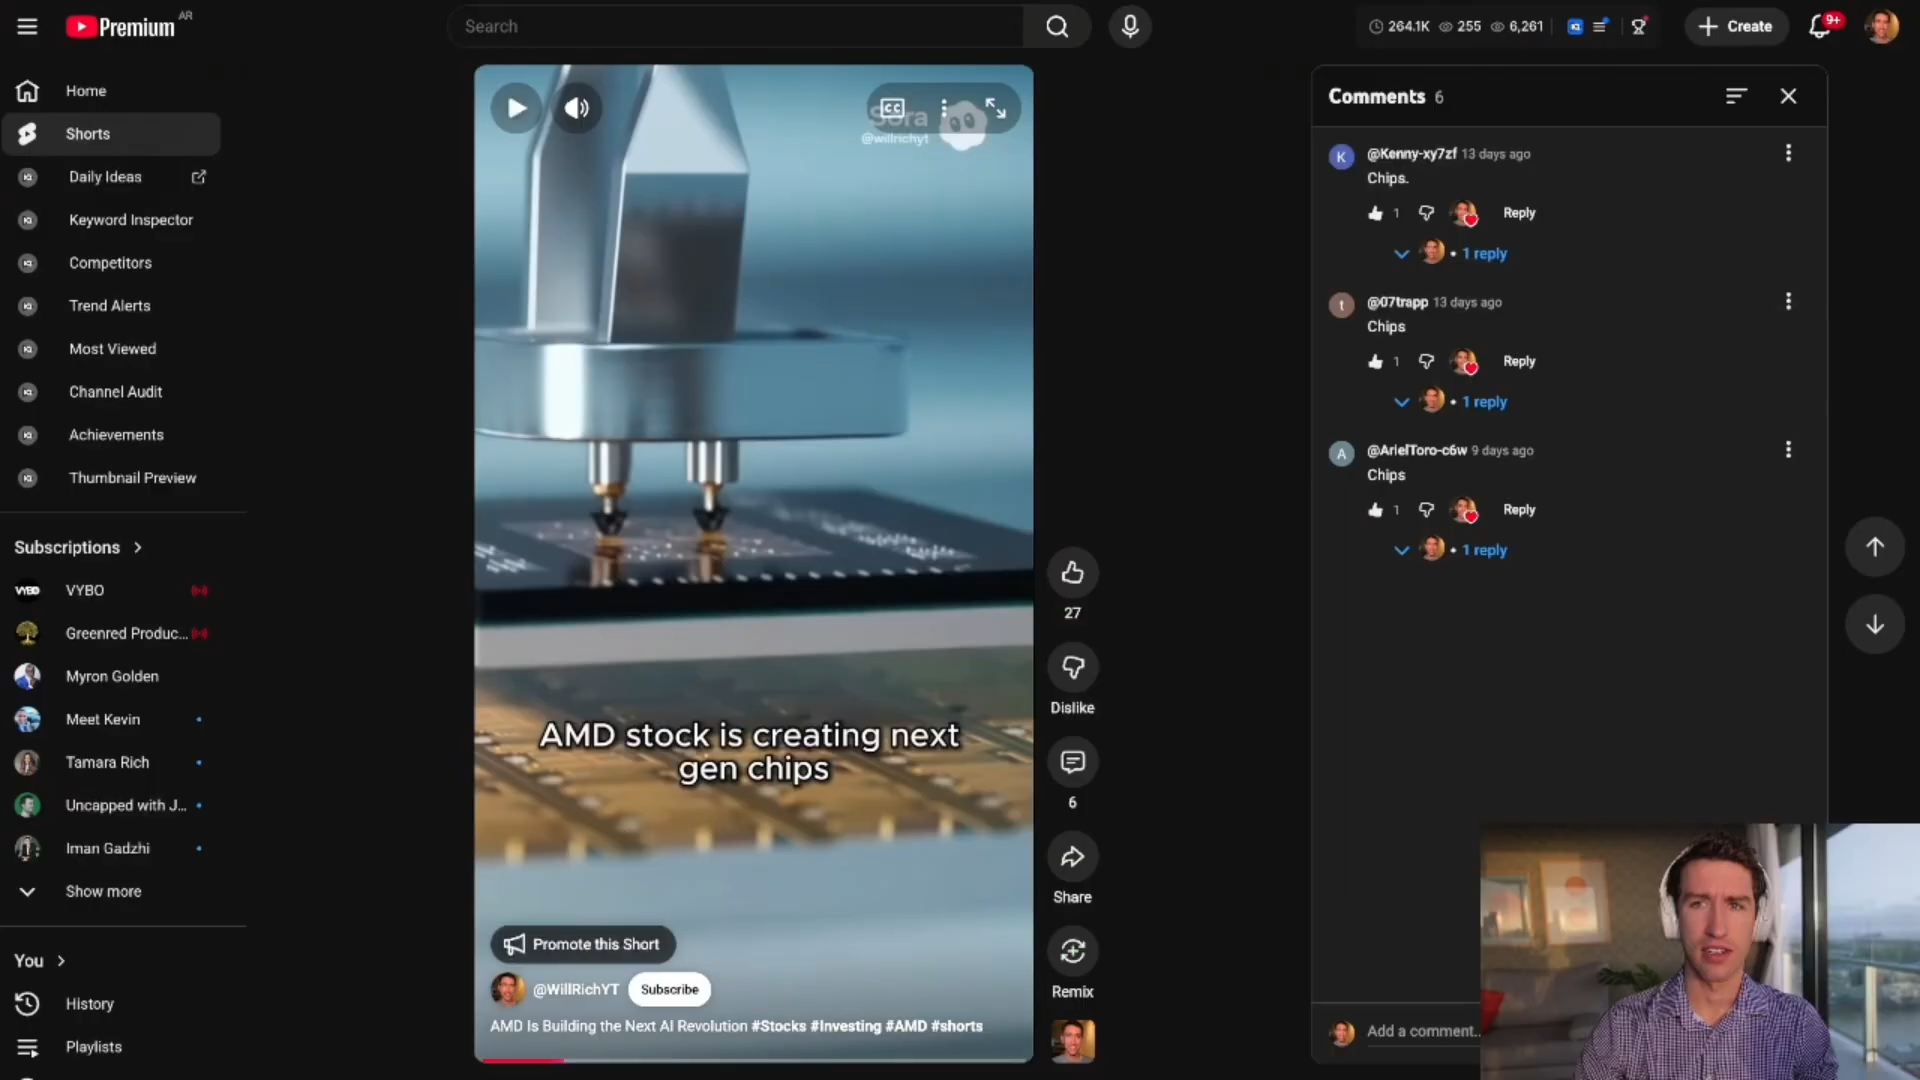 Premium AR
Search
264.1K 255 6,261
Create
9+
Home
Shorts
Daily Ideas
Keyword Inspector
Competitors
Trend Alerts
Most Viewed
Channel Audit
Achievements
Thumbnail Preview
Subscriptions
VYBO
VYBO
Greenred Produc...
Myron Golden
Meet Kevin
Tamara Rich
Uncapped with J...
Iman Gadzhi
Show more
You
History
Playlists
CC
Sora
@willrichyt
AMD stock is creating next
gen chips
Promote this Short
@WillRichYT Subscribe
AMD Is Building the Next AI Revolution #Stocks #Investing #AMD #shorts
27
Dislike
6
Share
Remix
Comments 6
K
@Kenny-xy7zf 13 days ago
Chips.
1 Reply
• 1 reply
t
@07trapp 13 days ago
Chips
1 Reply
• 1 reply
A
@ArielToro-c6w 9 days ago
Chips
1 Reply
• 1 reply
Add a comment...